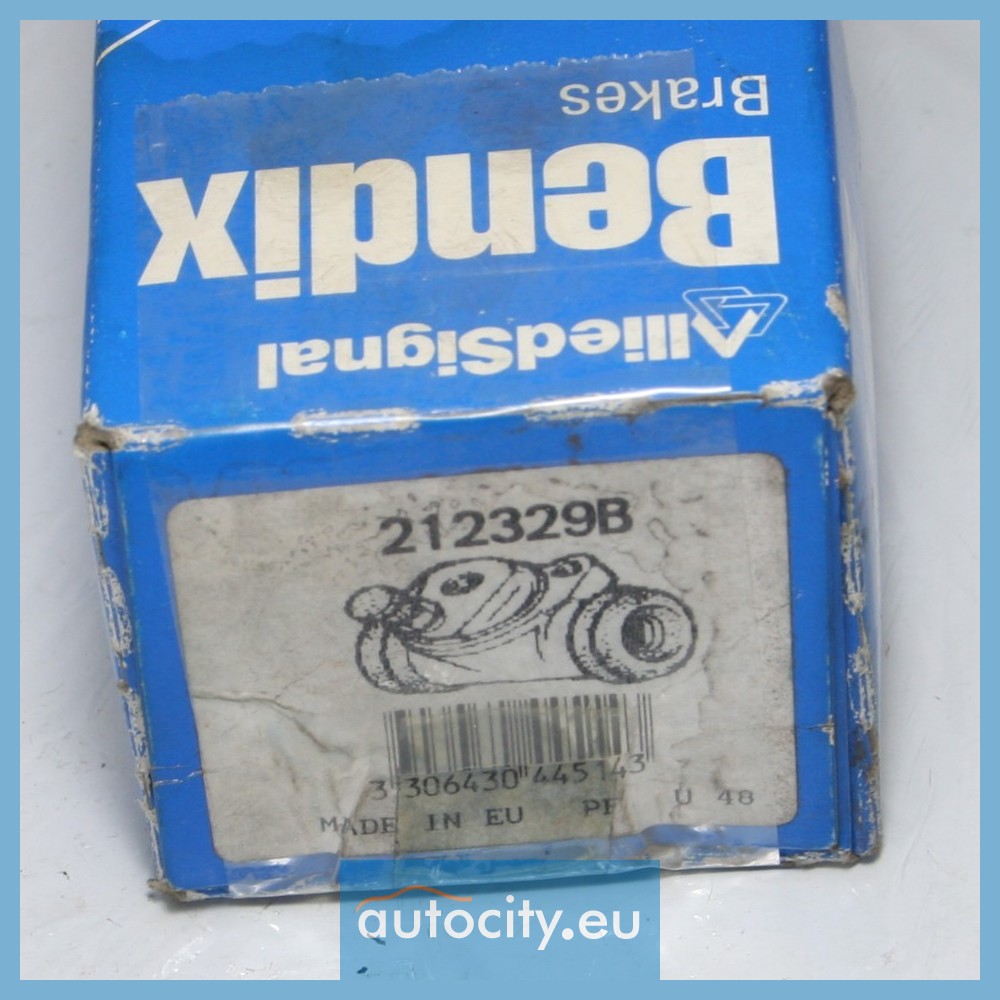 AlliedSignal
Bendix
Brakes
212329B
3 306430 445143
MADE IN EU U 48
autocity.eu